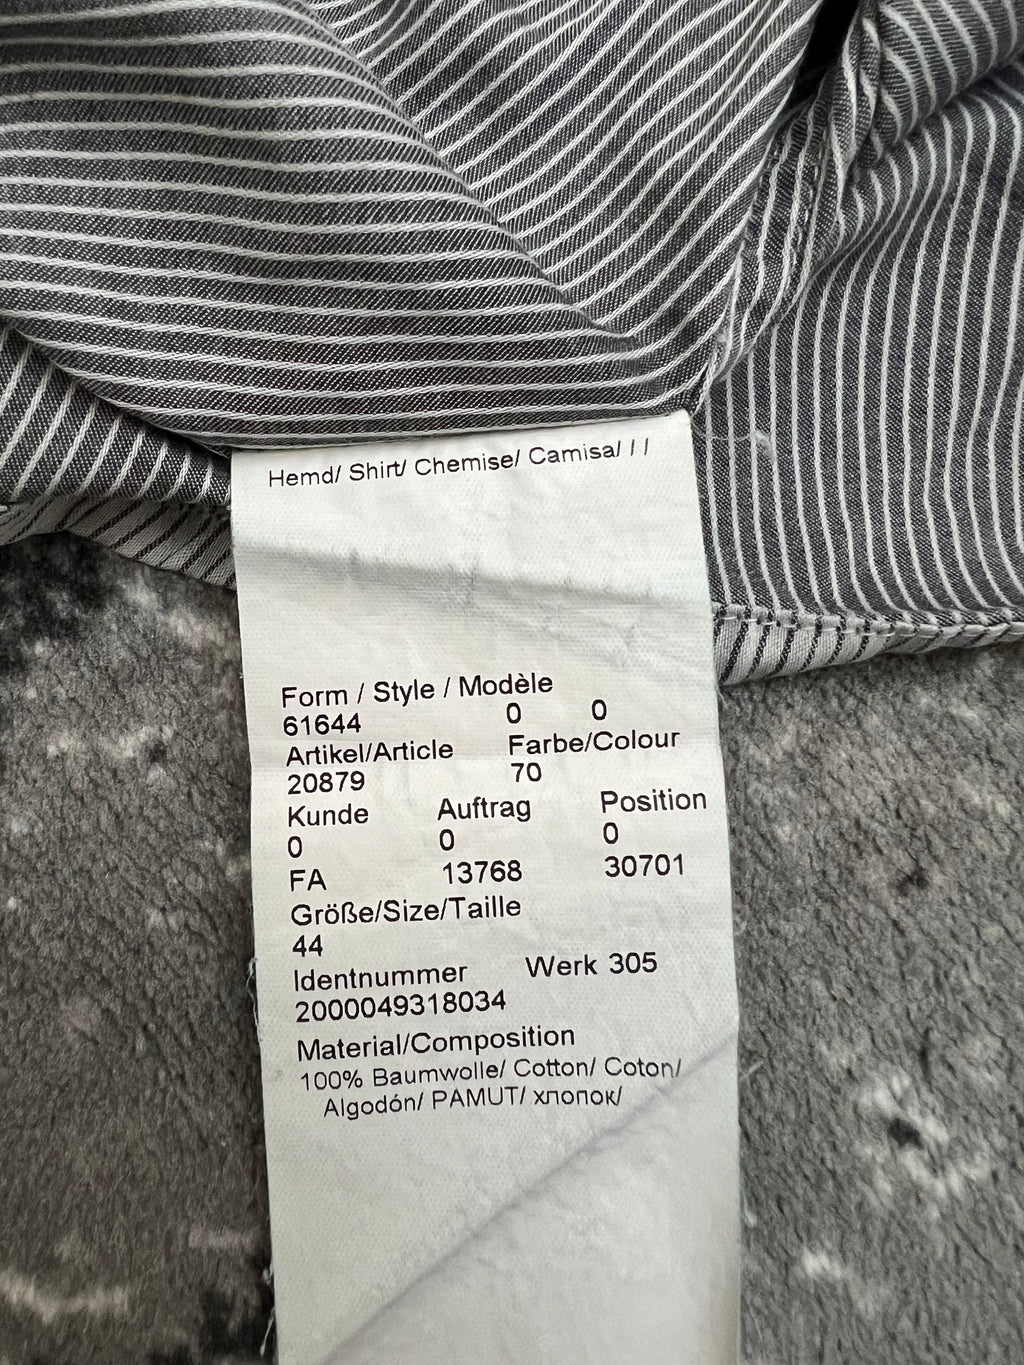 Hemd/ Shirt/ Chemise/ Camisa/ / /
Form / Style / Modèle
61644 0 0
Artikel/Article Farbe/Colour
20879 70
Kunde Auftrag Position
0 0 0
FA 13768 30701
Größe/Size/Taille
44
Identnummer Werk 305
2000049318034
Material/Composition
100% Baumwolle/ Cotton/ Coton/
Algodón/ PAMUT/ хлопок/